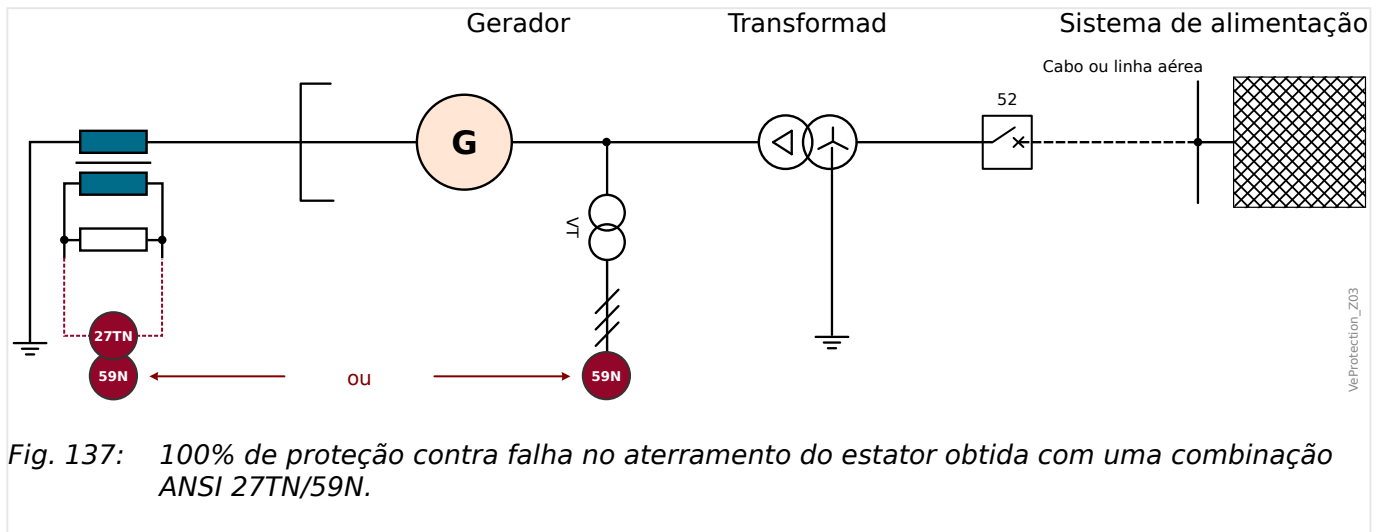 Gerador
Transformad
Sistema de alimentação
Cabo ou linha aérea
52
G
VT
27TN
59N
ou
59N
VeProtection_Z03
Fig. 137: 100% de proteção contra falha no aterramento do estator obtida com uma combinação
ANSI 27TN/59N.